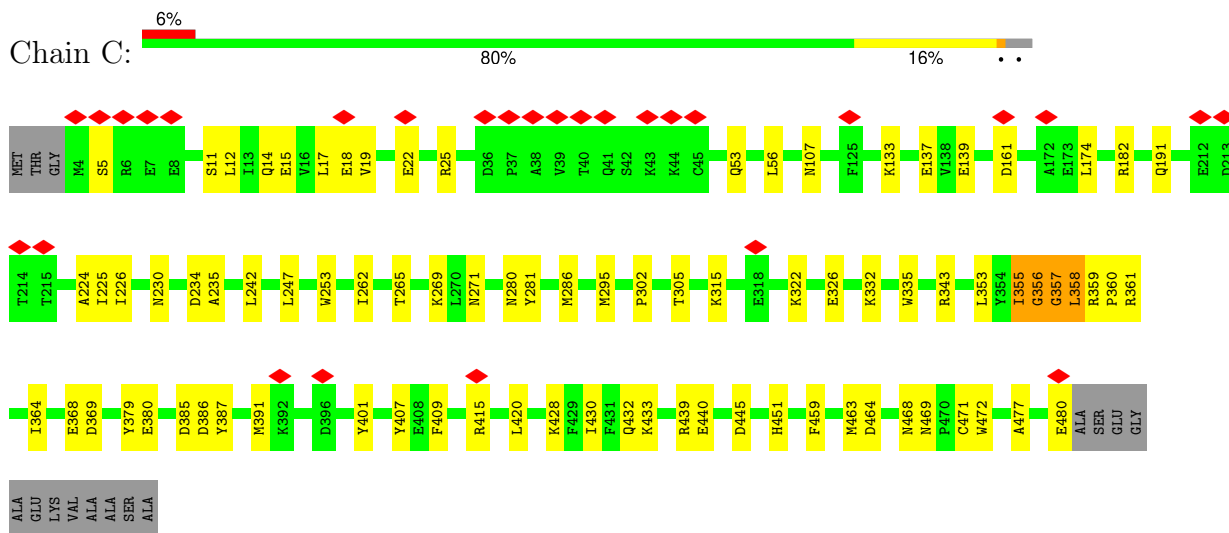 6%
Chain C:
80% 16% • •
MET THR GLY M4 S5 R6 E7 E8 S11 L12 I13 Q14 E15 V16 L17 E18 V19 E22 R25 D36 P37 A38 V39 T40 Q41 S42 K43 K44 C45 Q53 L56 N107 F125 K133 E137 V138 E139 D161 A172 E173 L174 R182 Q191 E212 D213
T214 T215 A224 I225 I226 N230 D234 A235 L242 L247 W253 I262 T265 K269 L270 N271 N280 Y281 M286 M295 P302 T305 K315 E318 K322 E326 K332 W335 R343 L353 Y354 I355 G356 G357 L358 R359 P360 R361
I364 E368 D369 Y379 E380 D385 D386 Y387 M391 K392 D396 Y401 Y407 E408 F409 R415 L420 K428 F429 I430 F431 Q432 K433 R439 E440 D445 H451 F459 M463 D464 N468 N469 P470 C471 W472 A477 E480 ALA SER GLU GLY
ALA GLU LYS VAL ALA ALA SER ALA